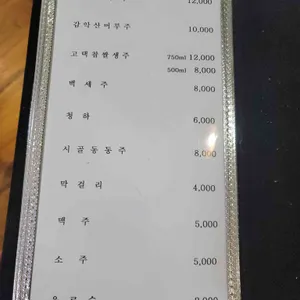 12,000
감악산머루주 10,000
고택찹쌀생주 750ml 12,000
500ml 8,000
백세주 8,000
청하 6,000
시골동동주 8,000
막걸리 4,000
맥주 5,000
소주 5,000